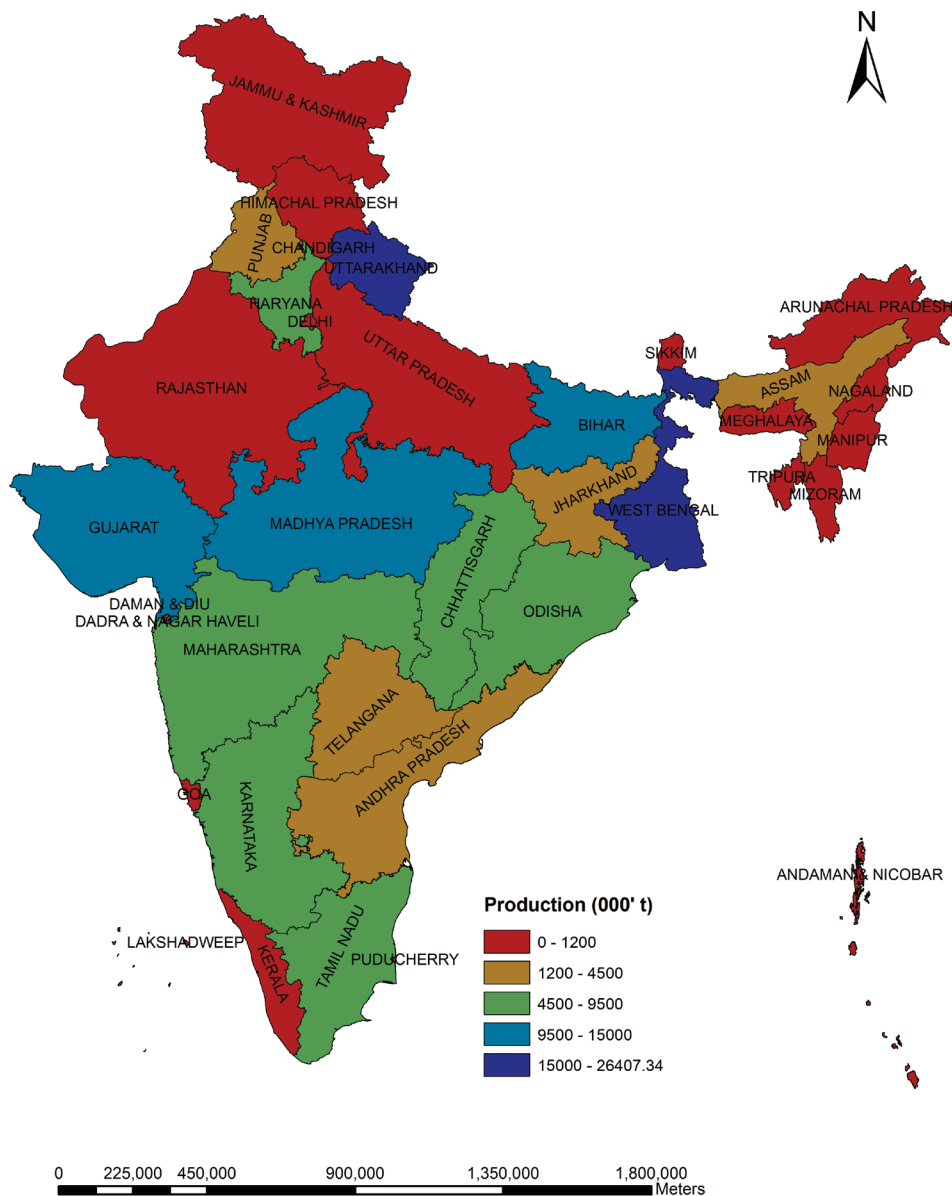 N
JAMMU & KASHMIR
HIMACHAL PRADESH
PUNJAB
CHANDIGARH
UTTARAKHAND
HARYANA
DELHI
ARUNACHAL PRADESH
UTTAR PRADESH
SIKKIM
RAJASTHAN
ASSAM
NAGALAND
MEGHALAYA
BIHAR
MANIPUR
TRIPURA
JHARKHAND
MIZORAM
WEST BENGAL
GUJARAT
MADHYA PRADESH
CHHATTISGARH
DAMAN & DIU
ODISHA
DADRA & NAGAR HAVELI
MAHARASHTRA
TELANGANA
ANDHRA PRADESH
GOA
KARNATAKA
ANDAMAN & NICOBAR
LAKSHADWEEP
TAMIL NADU
PUDUCHERRY
KERALA
Production (000' t)
0 - 1200
1200 - 4500
4500 - 9500
9500 - 15000
15000 - 26407.34
0 225,000 450,000 900,000 1,350,000 1,800,000
Meters